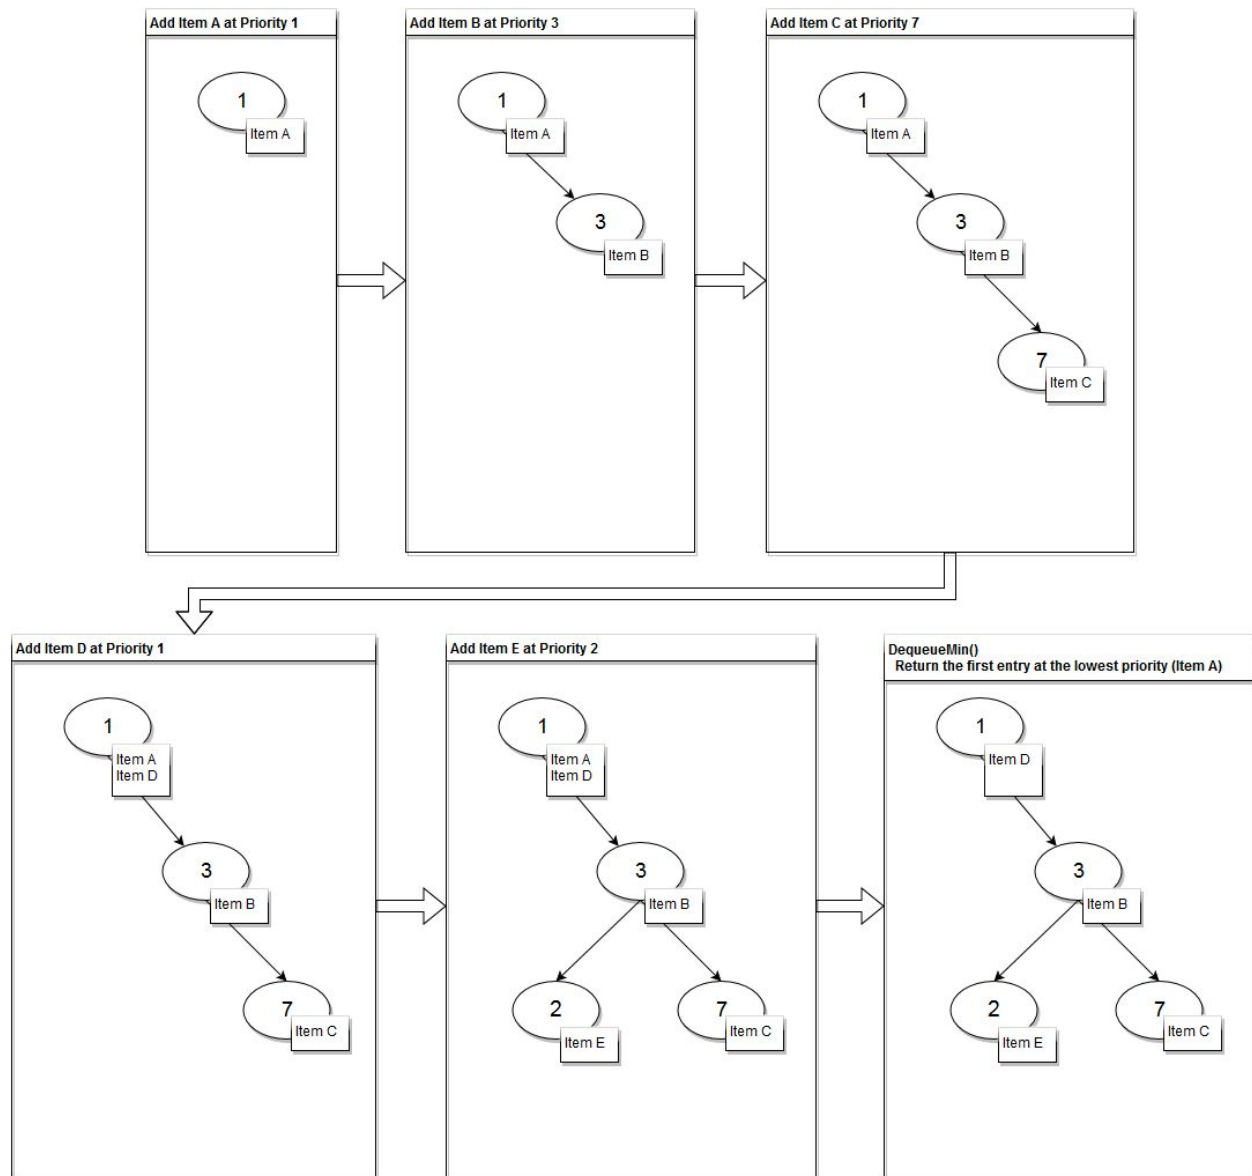 Add Item A at Priority 1
1
Item A
Add Item B at Priority 3
1
Item A
3
Item B
Add Item C at Priority 7
1
Item A
3
Item B
7
Item C
Add Item D at Priority 1
1
Item A
Item D
3
Item B
7
Item C
Add Item E at Priority 2
1
Item A
Item D
3
Item B
2
Item E
7
Item C
DequeueMin()
Return the first entry at the lowest priority (Item A)
1
Item D
3
Item B
2
Item E
7
Item C